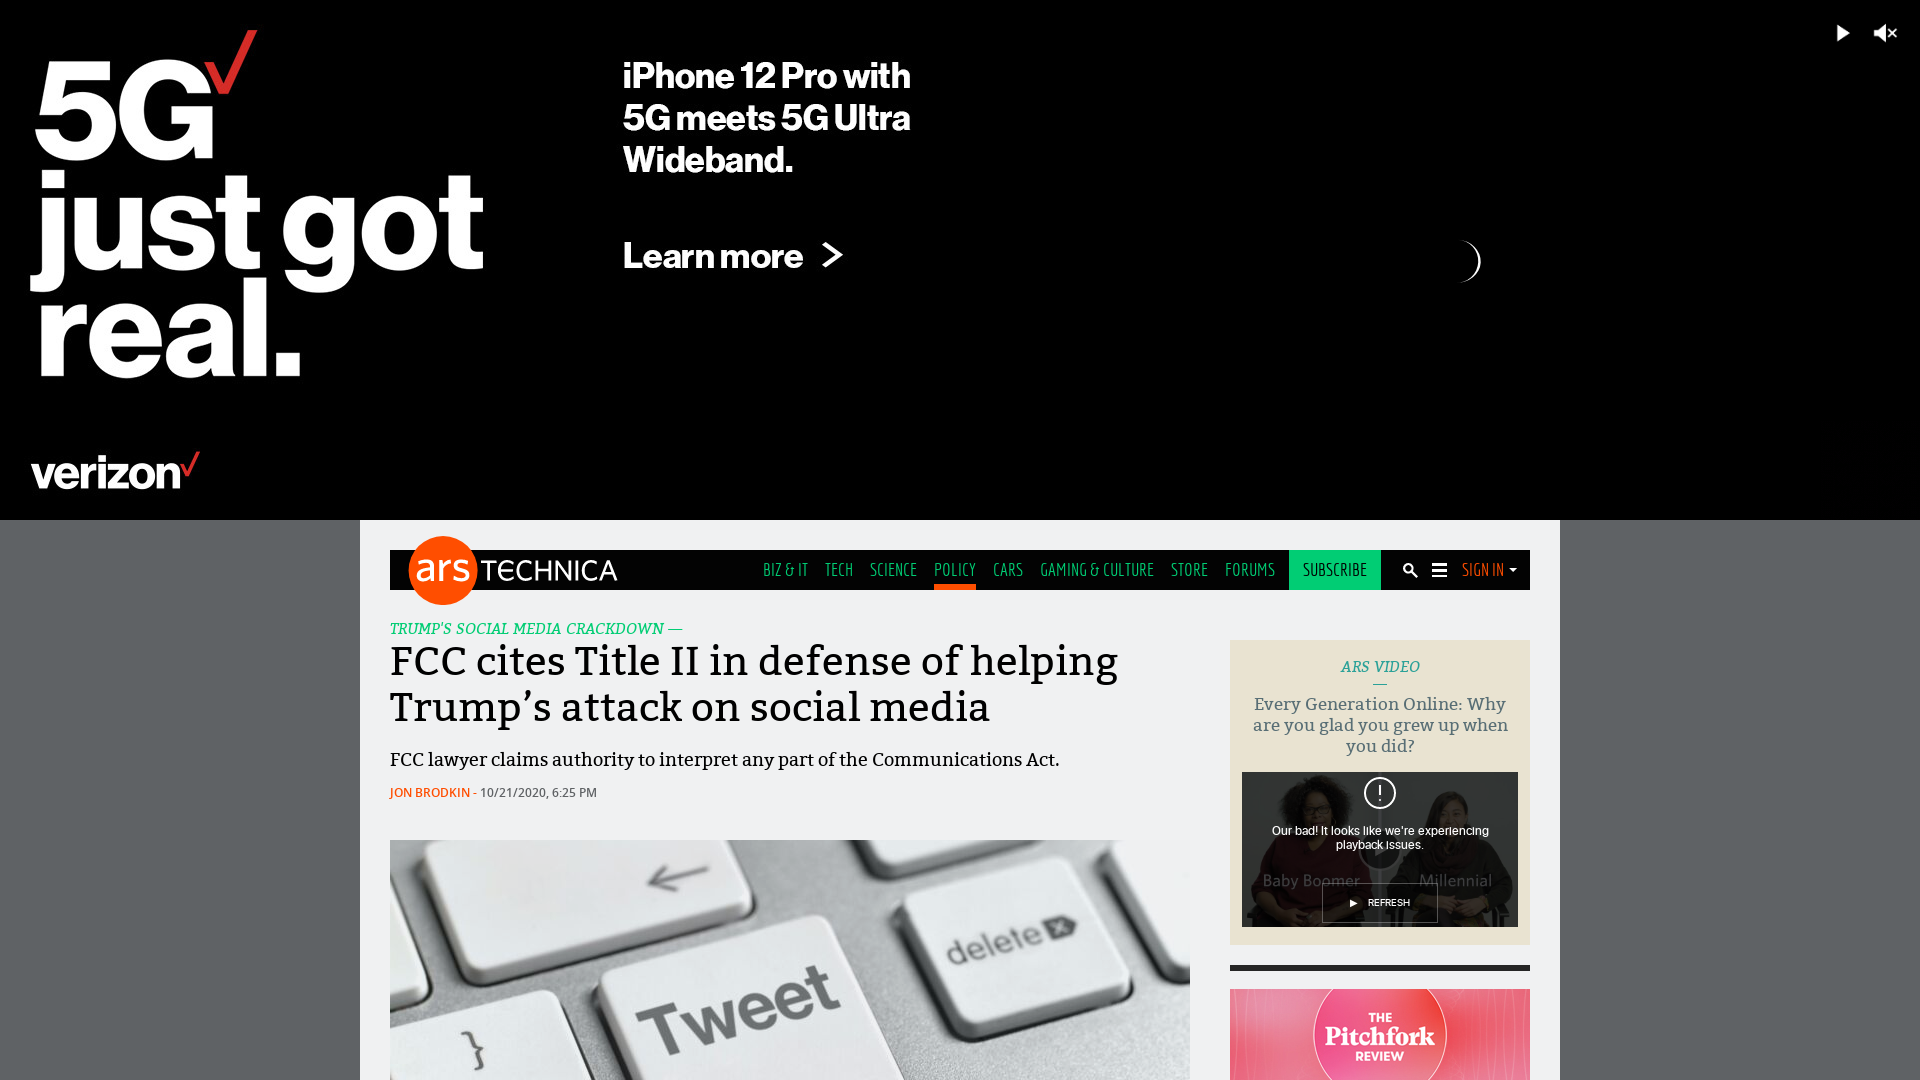 5G
just got
real.
verizon
iPhone 12 Pro with
5G meets 5G Ultra
Wideband.
Learn more
ars TECHNICA
BIZ & IT TECH SCIENCE POLICY CARS GAMING & CULTURE STORE FORUMS SUBSCRIBE SIGN IN
TRUMP'S SOCIAL MEDIA CRACKDOWN —
FCC cites Title II in defense of helping
Trump’s attack on social media
FCC lawyer claims authority to interpret any part of the Communications Act.
JON BRODKIN - 10/21/2020, 6:25 PM
delete
Tweet
}
ARS VIDEO
Every Generation Online: Why
are you glad you grew up when
you did?
Our bad! It looks like we're experiencing
playback issues.
Baby Boomer Millennial
REFRESH
THE
Pitchfork
REVIEW